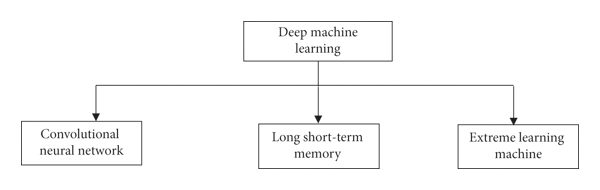 Deep machine
learning
Convolutional
neural network
Long short-term
memory
Extreme learning
machine